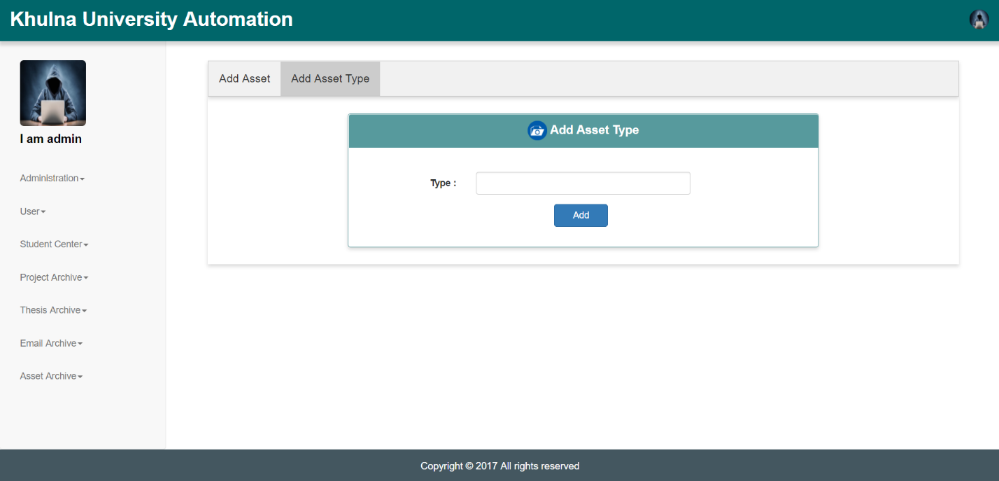 Khulna University Automation
I am admin
Administration
User
Student Center
Project Archive
Thesis Archive
Email Archive
Asset Archive
Add Asset
Add Asset Type
Add Asset Type
Type :
Add
Copyright © 2017 All rights reserved